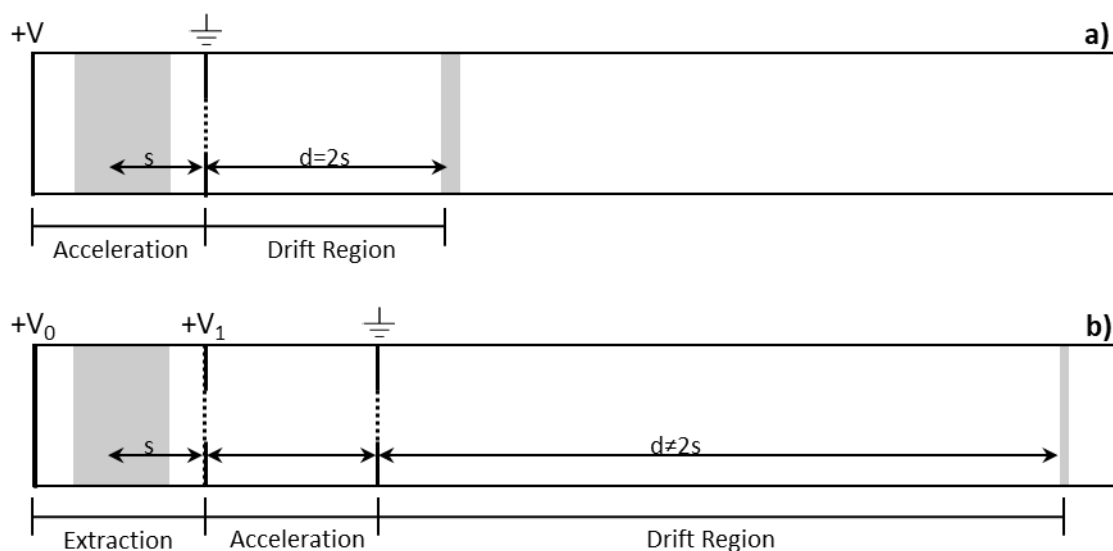 +V
a)
s
d=2s
Acceleration
Drift Region
+V₀
+V₁
b)
s
d≠2s
Extraction
Acceleration
Drift Region